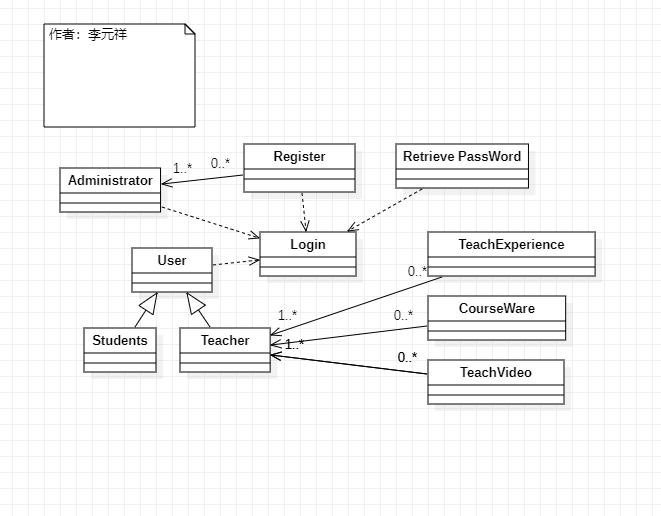 作者：李元祥
Register
Retrieve PassWord
1..*
0..*
Administrator
Login
TeachExperience
User
0..*
1..*
0..*
CourseWare
Students
Teacher
1..*
0..*
TeachVideo